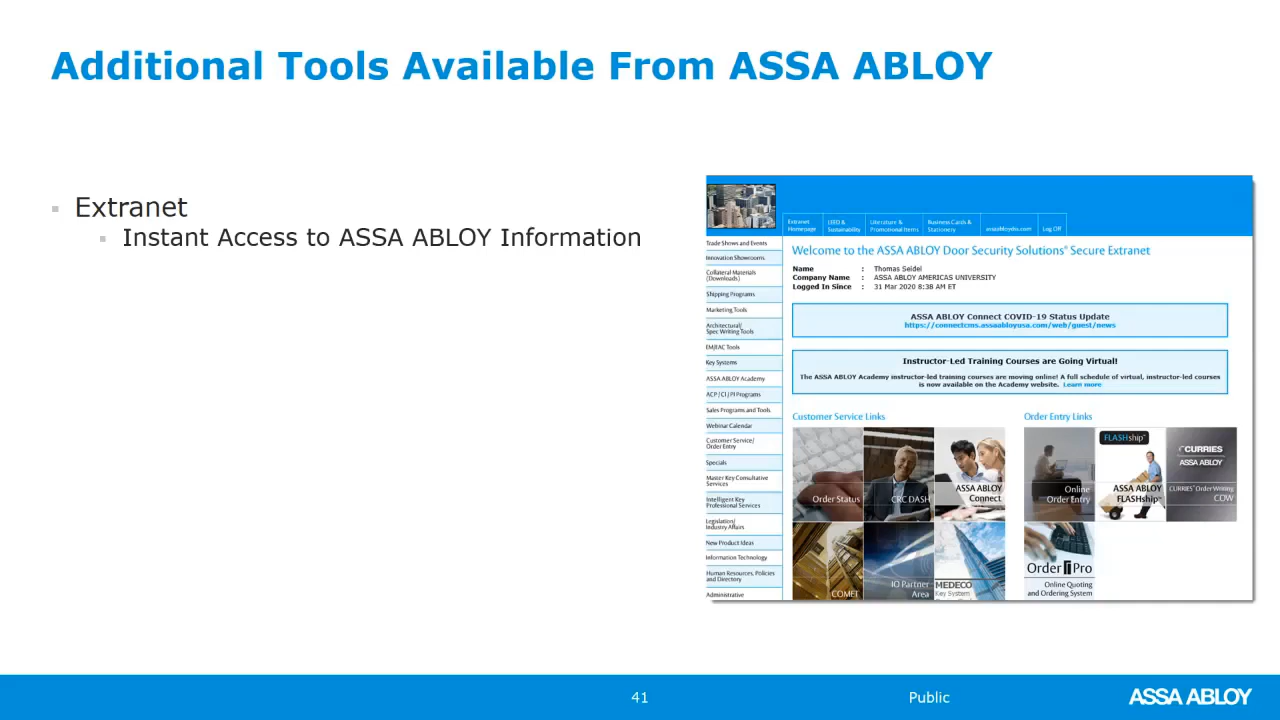 Additional Tools Available From ASSA ABLOY
Extranet
Instant Access to ASSA ABLOY Information
Extranet
Homepage
LEED &
Sustainability
Literature &
Promotional Items
Business Cards &
Stationery
assaabloydss.com
Log Off
Trade Shows and Events
Innovation Showrooms
Collateral Materials
(Downloads)
Shipping Programs
Marketing Tools
Architectural/
Spec Writing Tools
EM/EAC Tools
Key Systems
ASSA ABLOY Academy
ACP / CI / PI Programs
Sales Programs and Tools
Webinar Calendar
Customer Service/
Order Entry
Specials
Master Key Consultative
Services
Intelligent Key
Professional Services
Legislation/
Industry Affairs
New Product Ideas
Information Technology
Human Resources, Policies
and Directory
Administrative
Welcome to the ASSA ABLOY Door Security Solutions' Secure Extranet
Name : Thomas Seidel
Company Name : ASSA ABLOY AMERICAS UNIVERSITY
Logged In Since : 31 Mar 2020 8:38 AM ET
ASSA ABLOY Connect COVID-19 Status Update
https://connectcms.assaabloyusa.com/web/guest/news
Instructor-Led Training Courses are Going Virtual!
The ASSA ABLOY Academy instructor-led training courses are moving online! A full schedule of virtual, instructor-led courses
is now available on the Academy website. Learn more
Customer Service Links
Order Status
CRC DASH
ASSA ABLOY
Connect
COMET
IO Partner
Area
MEDECO
Key System
Order Entry Links
Online
Order Entry
FLASHship
ASSA ABLOY
FLASHship
CURRIES
ASSA ABLOY
CURRIES Order Writing
COW
Order iPro
Online Quoting
and Ordering System
41
Public
ASSA ABLOY